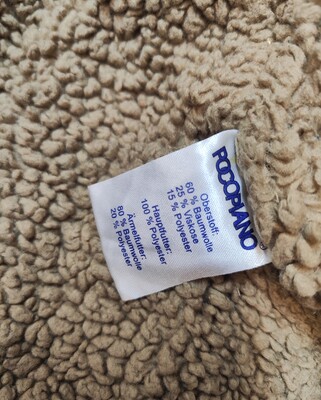 POCOPIANO
Oberstoff:
60 % Baumwolle
25 % Viskose
15 % Polyester
Hauptfutter:
100 % Polyester
Ärmelfutter:
80 % Baumwolle
20 % Polyester